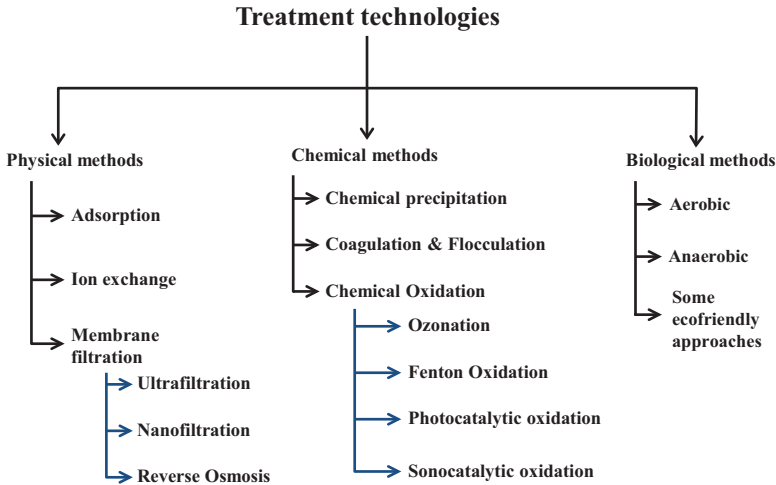 Treatment technologies
Physical methods
Adsorption
Ion exchange
Membrane
filtration
Ultrafiltration
Nanofiltration
Reverse Osmosis
Chemical methods
Chemical precipitation
Coagulation & Flocculation
Chemical Oxidation
Ozonation
Fenton Oxidation
Photocatalytic oxidation
Sonocatalytic oxidation
Biological methods
Aerobic
Anaerobic
Some
ecofriendly
approaches